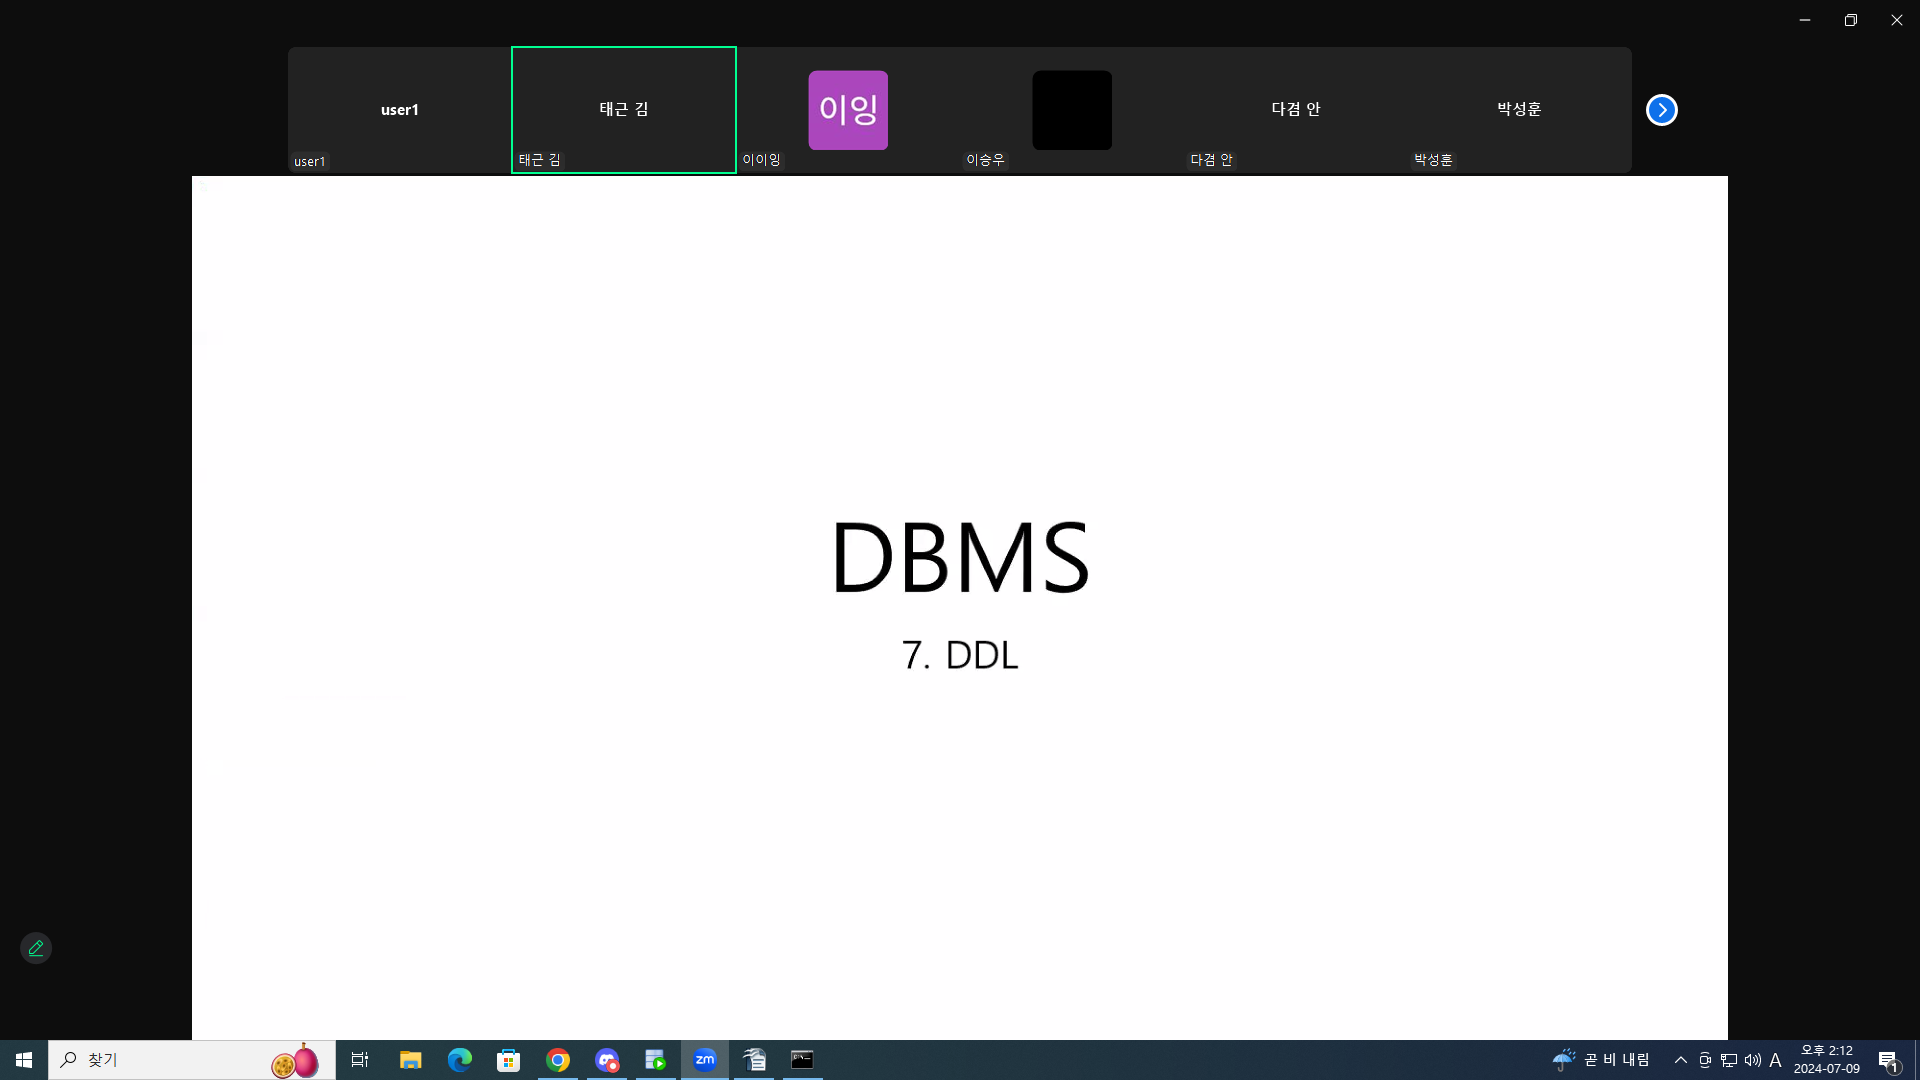 user1
태근 김
이잉
다겸 안
박성훈
user1
태근 김
이이잉
이승우
다겸 안
박성훈
DBMS
7. DDL
찾기
zm
곧 비 내림
A
오후 2:12
2024-07-09
1